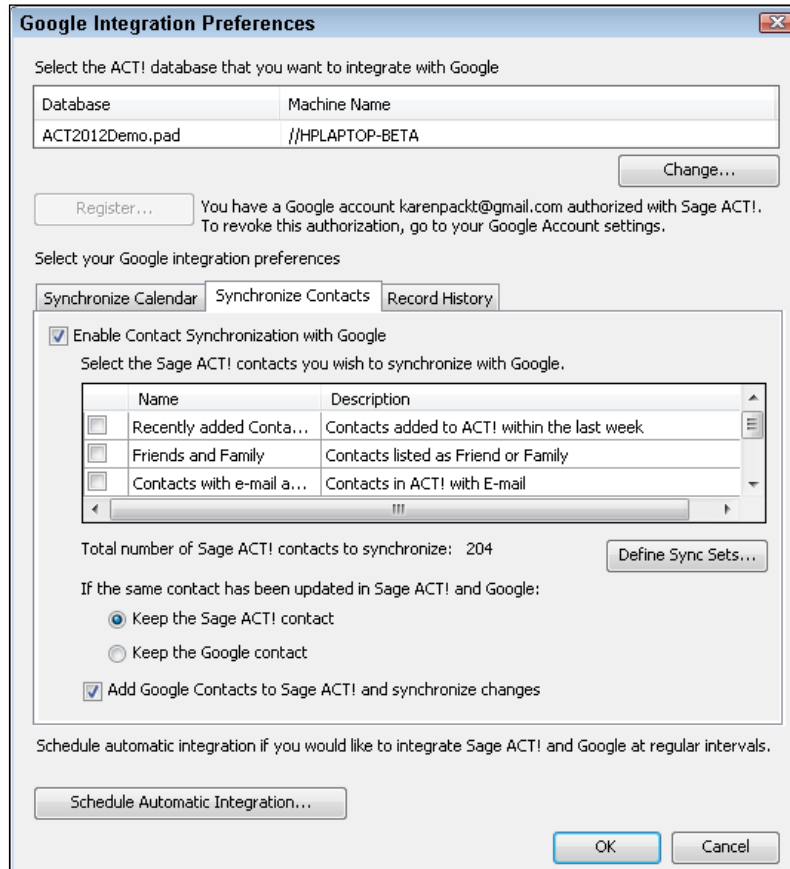 Google Integration Preferences
Select the ACT! database that you want to integrate with Google
Database Machine Name
ACT2012Demo.pad //HPLAPTOP-BETA
Change...
Register... You have a Google account karenpackt@gmail.com authorized with Sage ACT!.
To revoke this authorization, go to your Google Account settings.
Select your Google integration preferences
Synchronize Calendar Synchronize Contacts Record History
Enable Contact Synchronization with Google
Select the Sage ACT! contacts you wish to synchronize with Google.
Name Description
Recently added Conta... Contacts added to ACT! within the last week
Friends and Family Contacts listed as Friend or Family
Contacts with e-mail a... Contacts in ACT! with E-mail
Total number of Sage ACT! contacts to synchronize: 204
Define Sync Sets...
If the same contact has been updated in Sage ACT! and Google:
Keep the Sage ACT! contact
Keep the Google contact
Add Google Contacts to Sage ACT! and synchronize changes
Schedule automatic integration if you would like to integrate Sage ACT! and Google at regular intervals.
Schedule Automatic Integration...
OK Cancel